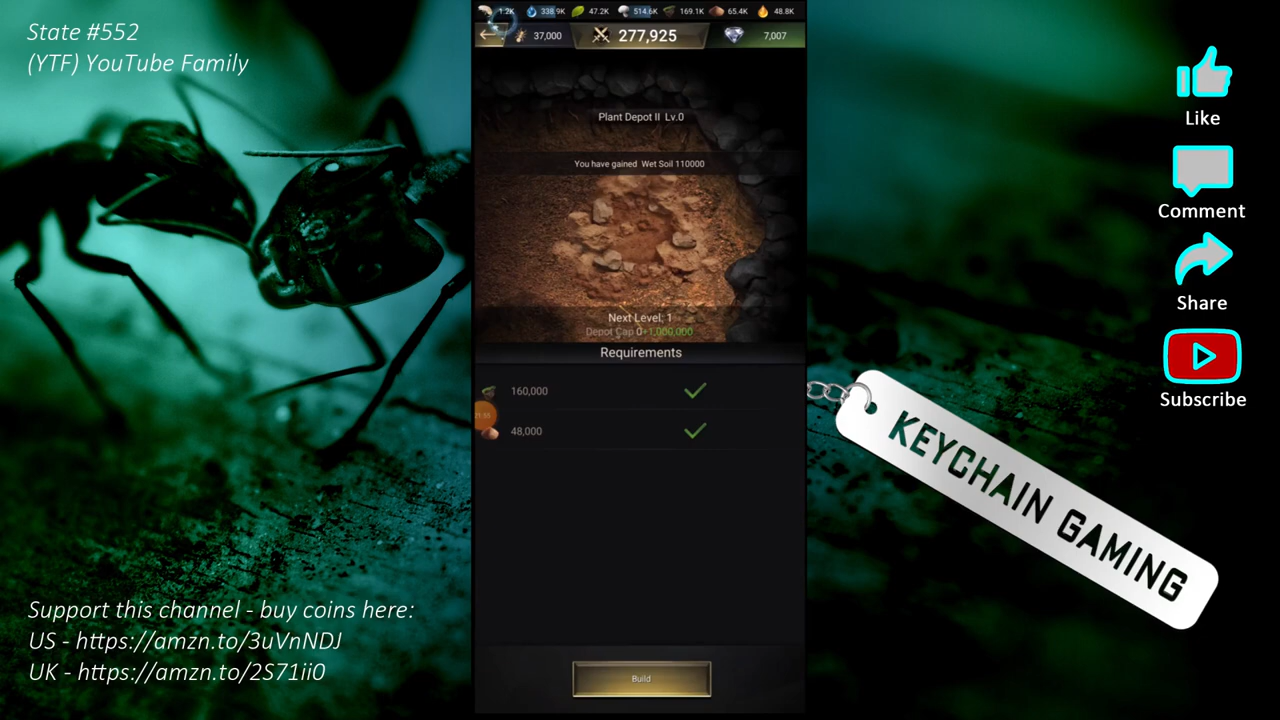 State #552
(YTF) YouTube Family
1.2K 338.9K 47.2K 514.6K 169.1K 65.4K 48.8K
37,000 277,925 7,007
Plant Depot II Lv.0
You have gained Wet Soil 110000
Next Level: 1
Depot Cap 0+1,000,000
Requirements
160,000
48,000
Build
Like
Comment
Share
Subscribe
KEYCHAIN GAMING
Support this channel - buy coins here:
US - https://amzn.to/3uVnNDJ
UK - https://amzn.to/2S71ii0